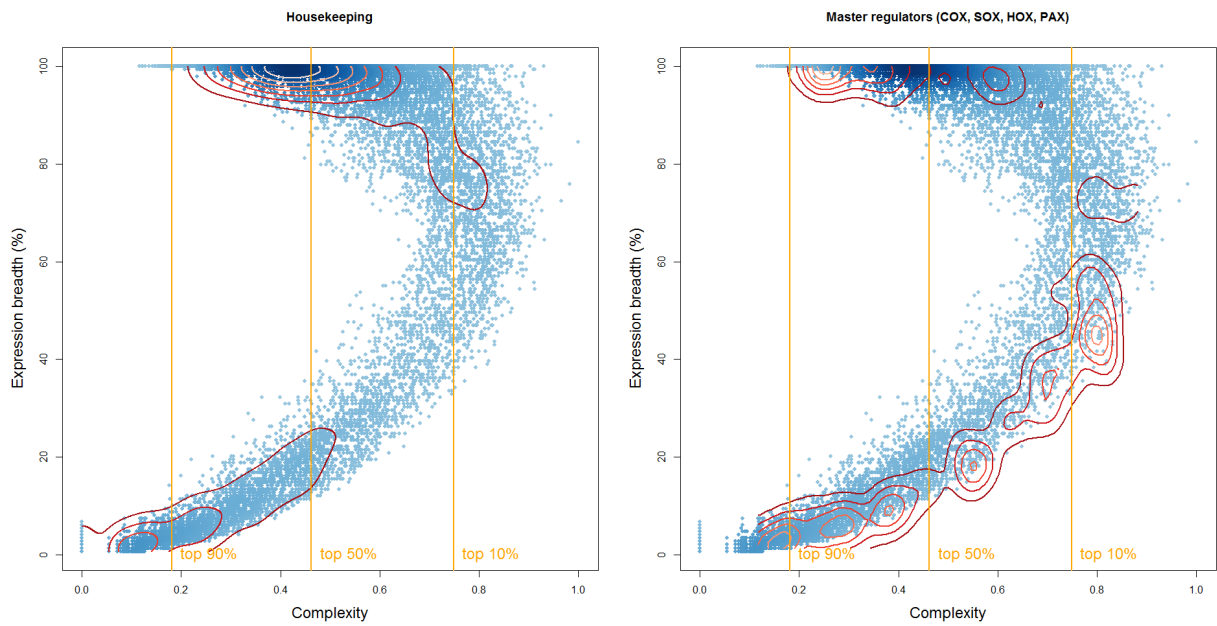 Housekeeping
Expression breadth (%)
100
80
60
40
20
0
top 90%
top 50%
top 10%
0.0
0.2
0.4
0.6
0.8
1.0
Complexity
Master regulators (COX, SOX, HOX, PAX)
Expression breadth (%)
100
80
60
40
20
0
top 90%
top 50%
top 10%
0.0
0.2
0.4
0.6
0.8
1.0
Complexity